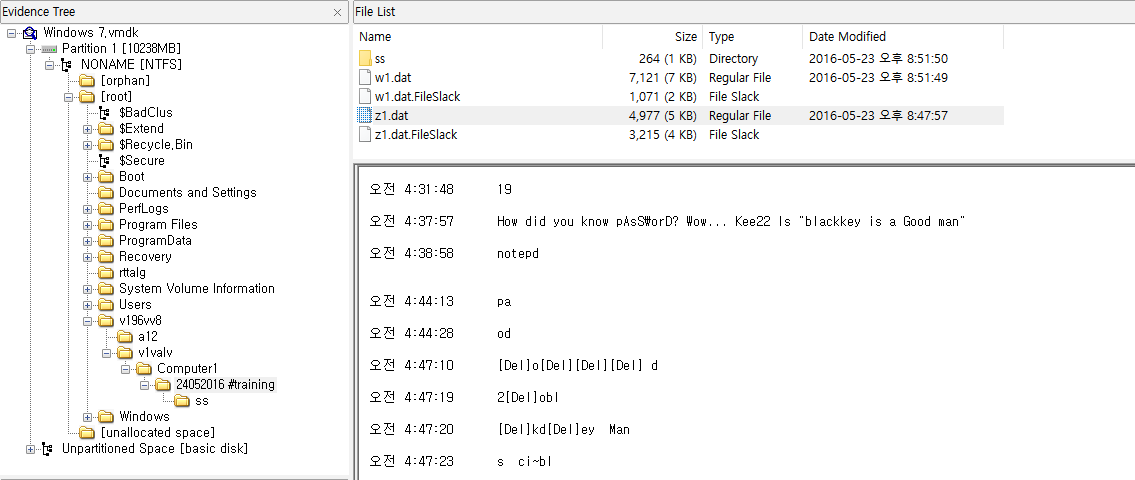 Evidence Tree
Windows 7.vmdk
Partition 1 [10238MB]
NONAME [NTFS]
[orphan]
[root]
$BadClus
$Extend
$Recycle.Bin
$Secure
Boot
Documents and Settings
PerfLogs
Program Files
ProgramData
Recovery
rttalg
System Volume Information
Users
v196vv8
a12
v1valv
Computer1
24052016 #training
ss
Windows
[unallocated space]
Unpartitioned Space [basic disk]
File List
Name Size Type Date Modified
ss 264 (1 KB) Directory 2016-05-23 오후 8:51:50
w1.dat 7,121 (7 KB) Regular File 2016-05-23 오후 8:51:49
w1.dat.FileSlack 1,071 (2 KB) File Slack
z1.dat 4,977 (5 KB) Regular File 2016-05-23 오후 8:47:57
z1.dat.FileSlack 3,215 (4 KB) File Slack
오전 4:31:48 19
오전 4:37:57 How did you know pAsS₩orD? Wow... Kee22 Is "blackkey is a Good man"
오전 4:38:58 notepd
오전 4:44:13 pa
오전 4:44:28 od
오전 4:47:10 [Del]o[Del][Del][Del] d
오전 4:47:19 2[Del]obl
오전 4:47:20 [Del]kd[Del]ey Man
오전 4:47:23 s ci~bl